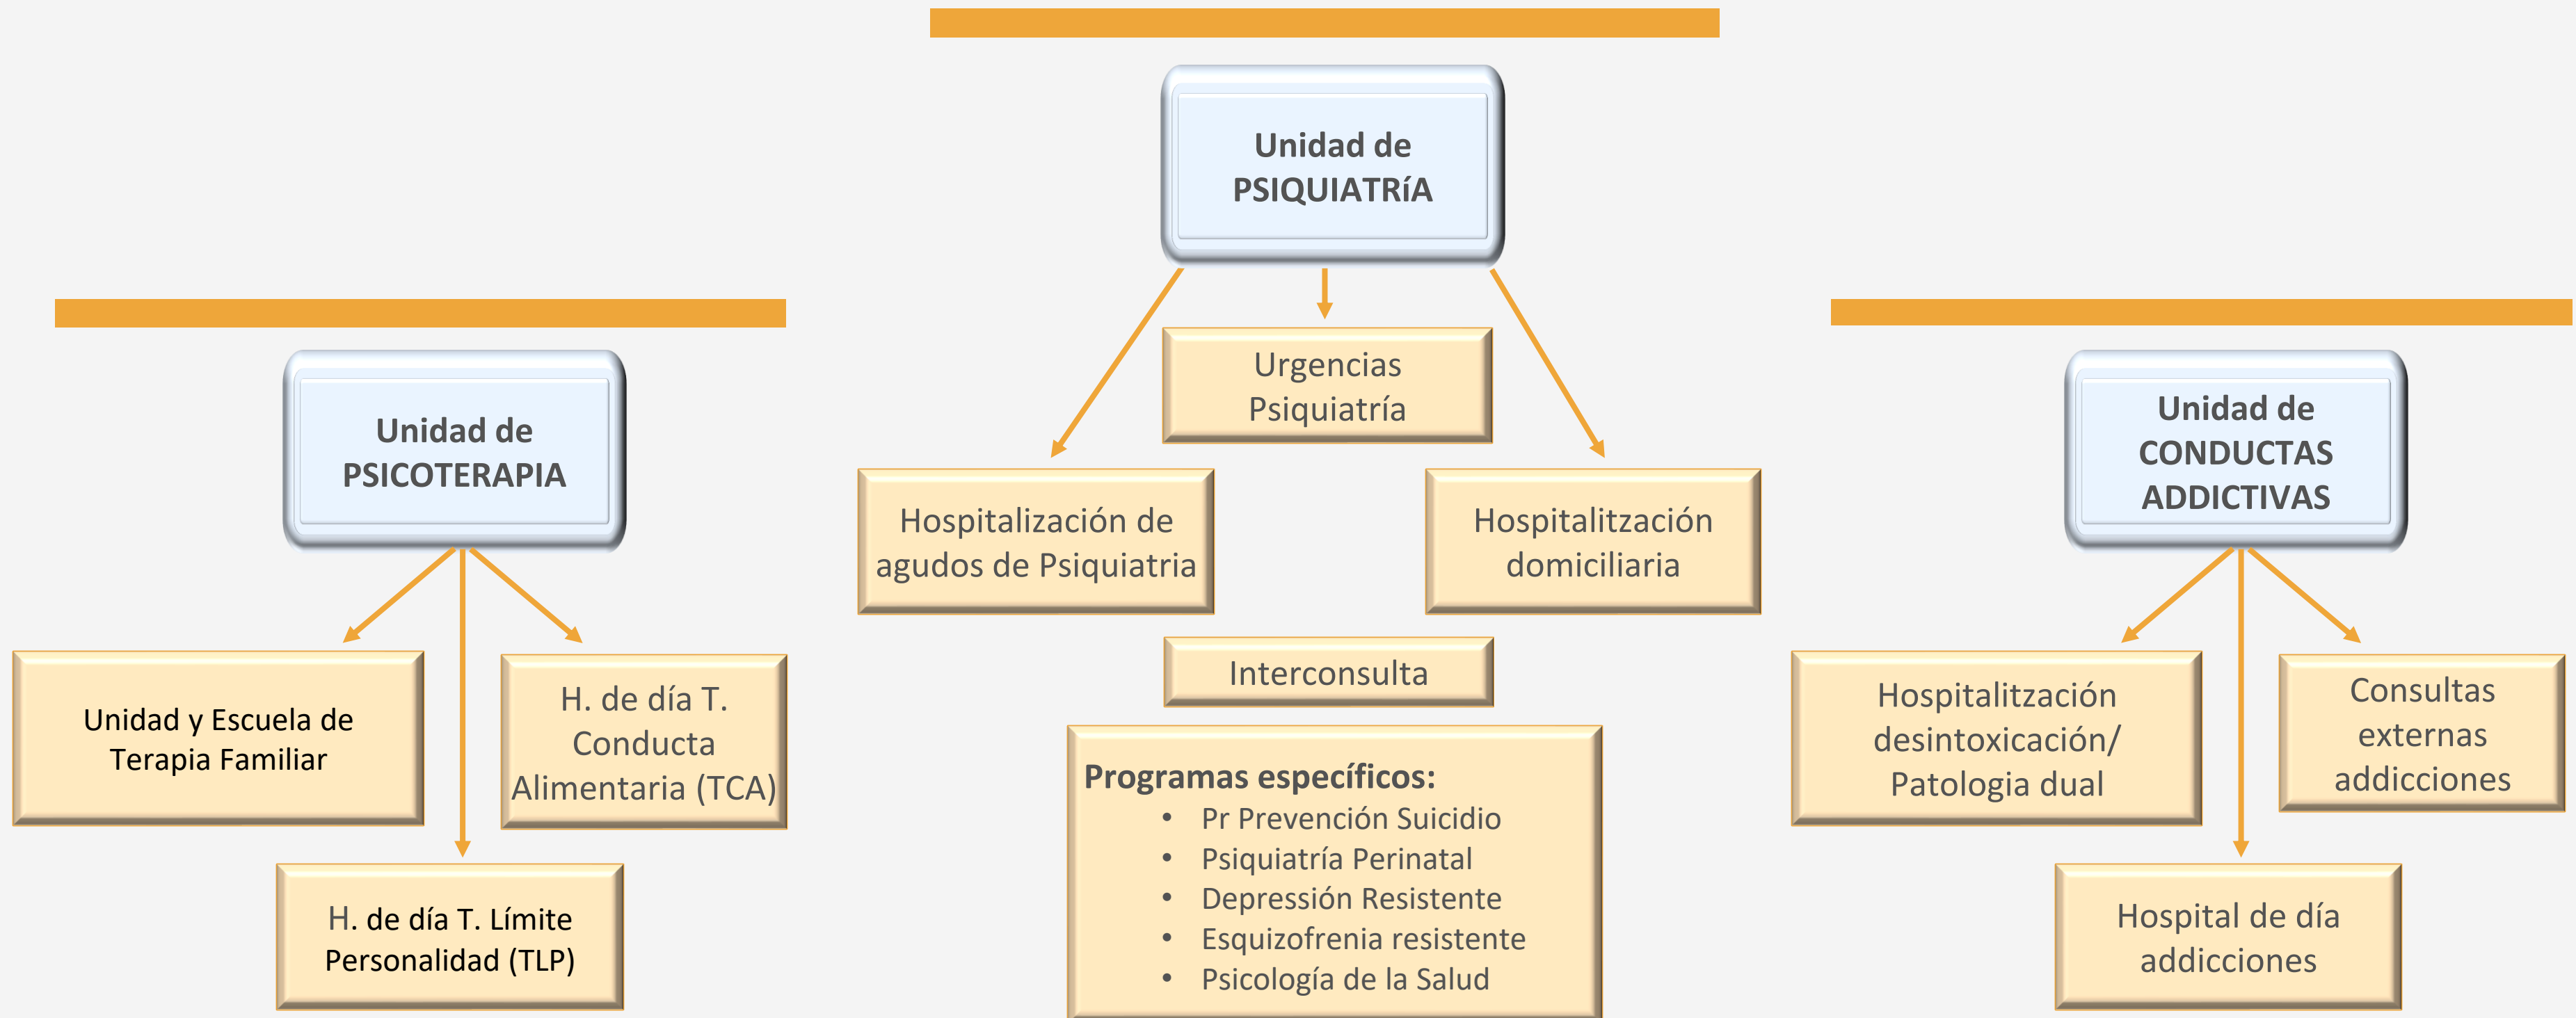 Unidad de
PSIQUIATRíA
Urgencias
Psiquiatría
Hospitalización de
agudos de Psiquiatria
Hospitalitzación
domiciliaria
Interconsulta
Programas específicos:
• Pr Prevención Suicidio
• Psiquiatría Perinatal
• Depressión Resistente
• Esquizofrenia resistente
• Psicología de la Salud
Unidad de
PSICOTERAPIA
Unidad y Escuela de
Terapia Familiar
H. de día T.
Conducta
Alimentaria (TCA)
H. de día T. Límite
Personalidad (TLP)
Unidad de
CONDUCTAS
ADDICTIVAS
Hospitalitzación
desintoxicación/
Patologia dual
Consultas
externas
addicciones
Hospital de día
addicciones